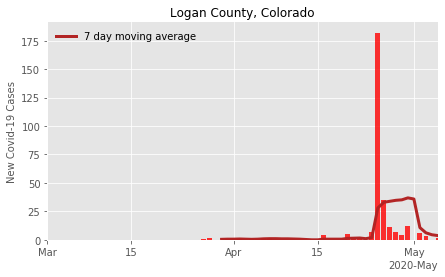 Logan County, Colorado
7 day moving average
New Covid-19 Cases
175
150
125
100
75
50
25
0
Mar
15
Apr
15
May
2020-May